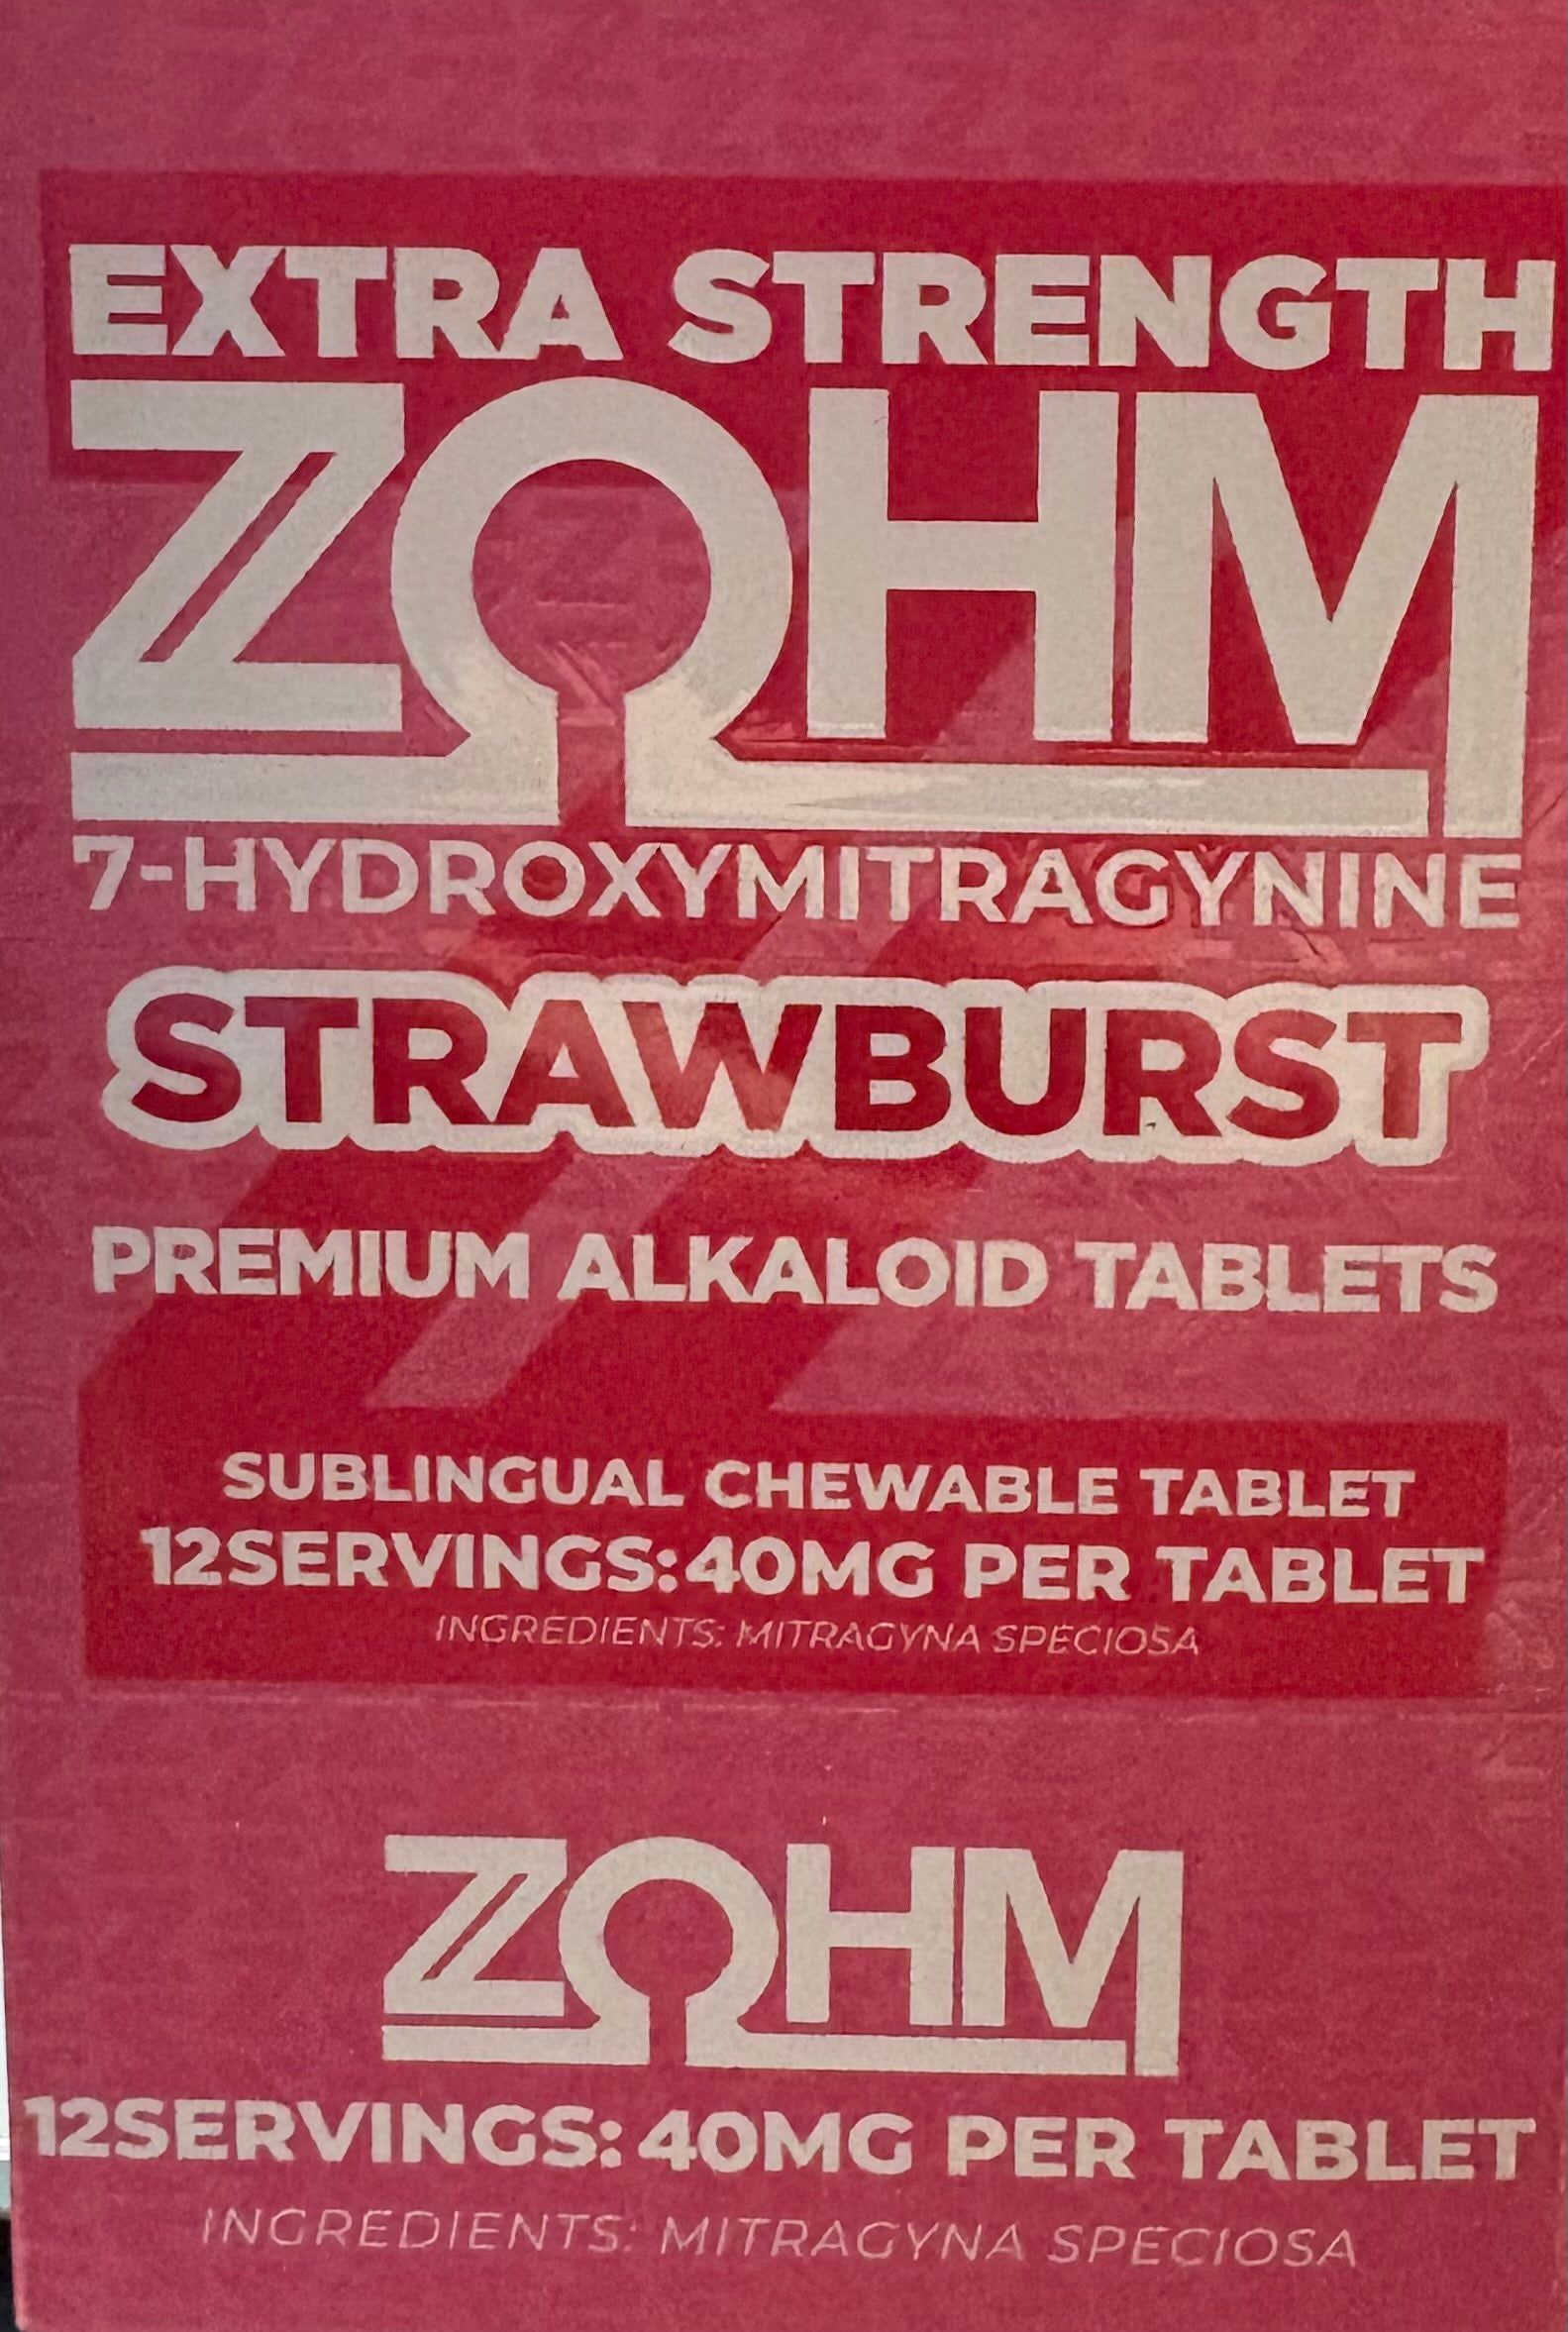 EXTRA STRENGTH
ZΩHM
7-HYDROXYMITRAGYNINE
STRAWBURST
PREMIUM ALKALOID TABLETS
SUBLINGUAL CHEWABLE TABLET
12SERVINGS:40MG PER TABLET
INGREDIENTS: MITRAGYNA SPECIOSA
ZΩHM
12SERVINGS:40MG PER TABLET
INGREDIENTS: MITRAGYNA SPECIOSA